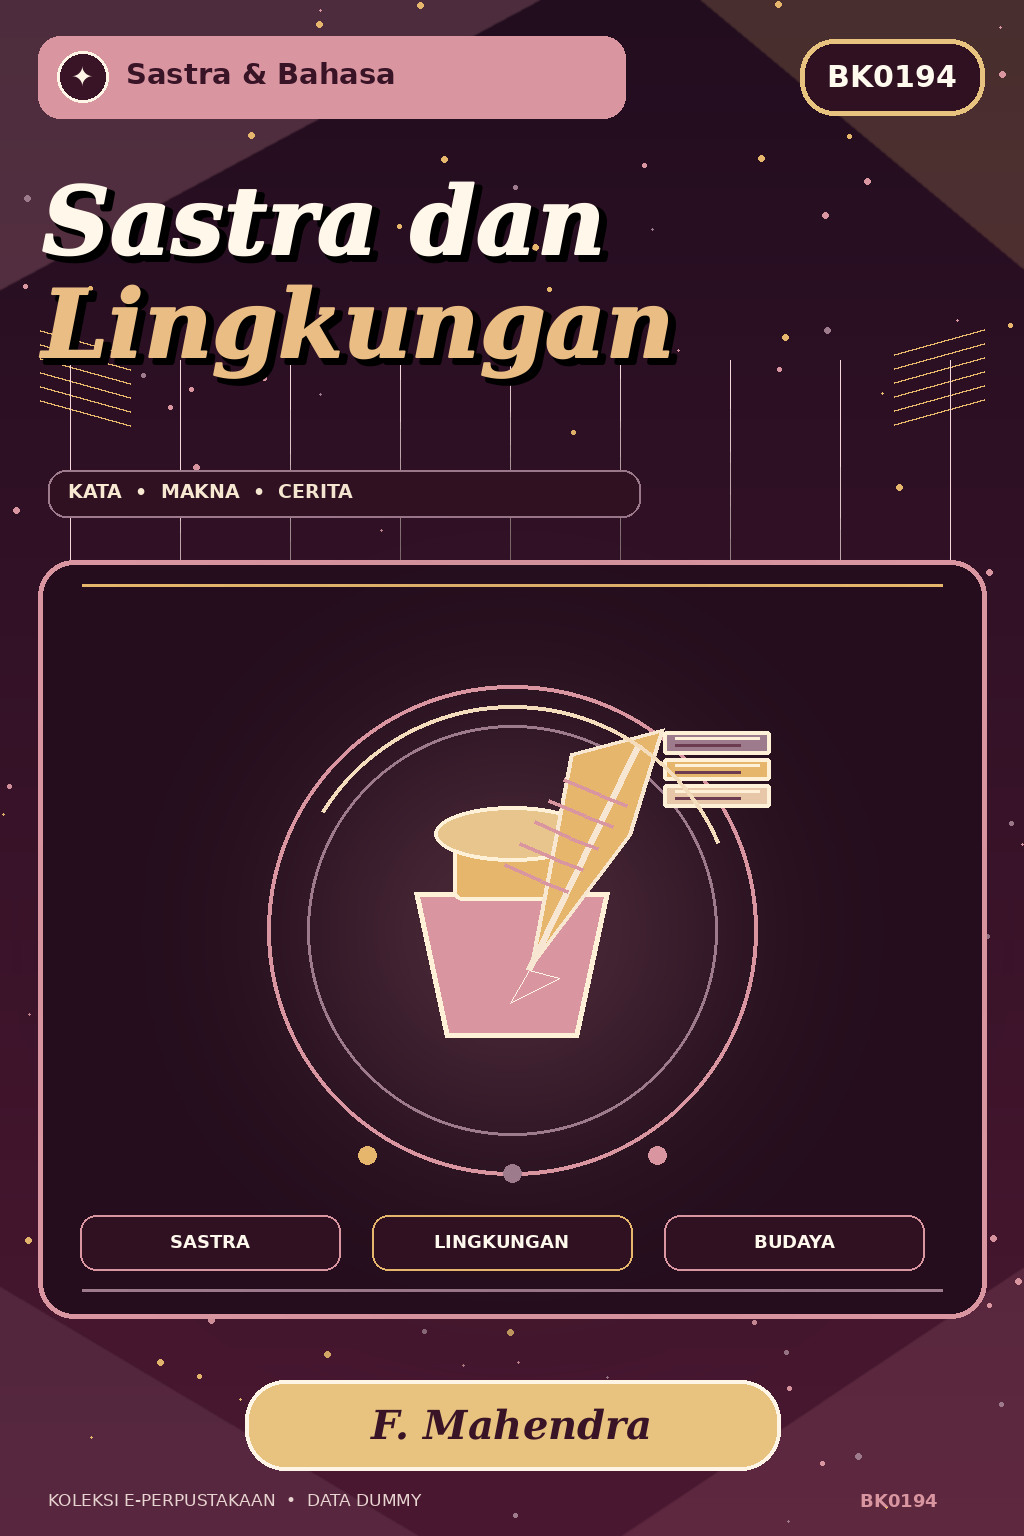 ✦ Sastra & Bahasa
BK0194
Sastra dan
Lingkungan
KATA • MAKNA • CERITA
SASTRA
LINGKUNGAN
BUDAYA
F. Mahendra
KOLEKSI E-PERPUSTAKAAN • DATA DUMMY
BK0194